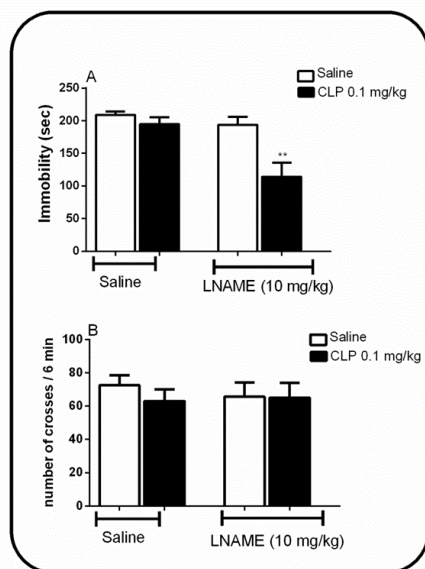 A
Saline
CLP 0.1 mg/kg
Immobility (sec)
250
200
150
100
50
0
**
Saline
LNAME (10 mg/kg)
B
Saline
CLP 0.1 mg/kg
number of crosses / 6 min
100
80
60
40
20
0
Saline
LNAME (10 mg/kg)